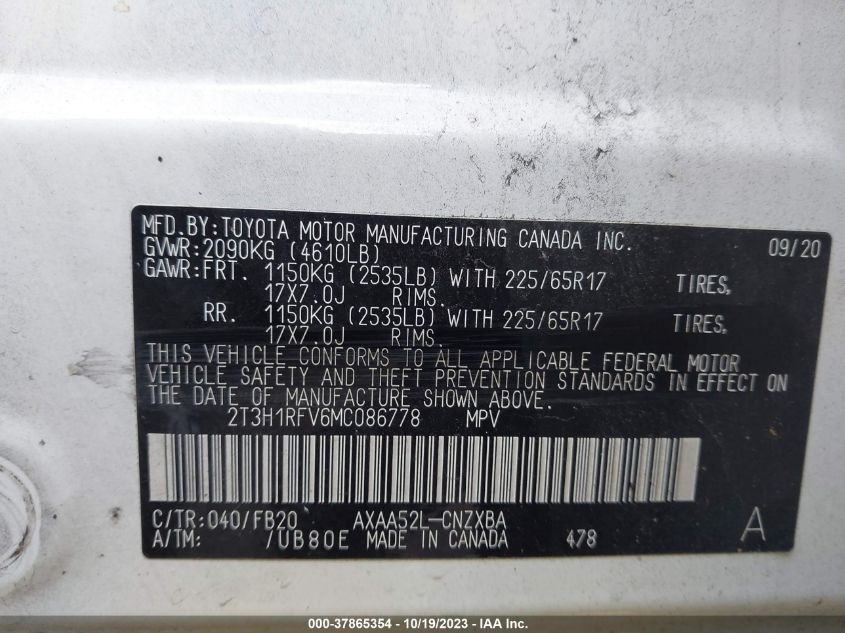 MFD.BY:TOYOTA MOTOR MANUFACTURING CANADA INC. 09/20
GVWR:2090KG (4610LB)
GAWR:FRT. 1150KG (2535LB) WITH 225/65R17 TIRES,
17X7.0J RIMS.
RR. 1150KG (2535LB) WITH 225/65R17 TIRES,
17X7.0J RIMS.
THIS VEHICLE CONFORMS TO ALL APPLICABLE FEDERAL MOTOR
VEHICLE SAFETY AND THEFT PREVENTION STANDARDS IN EFFECT ON
THE DATE OF MANUFACTURE SHOWN ABOVE.
2T3H1RFV6MC086778 MPV
C/TR:040/FB20 AXAA52L-CNZXBA A
A/TM: /UB80E MADE IN CANADA 478
000-37865354 | 10/19/2023 - IAA Inc.